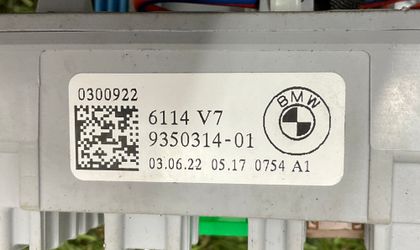 0300922
6114 V7
9350314-01
03.06.22 05.17 0754 A1
BMW